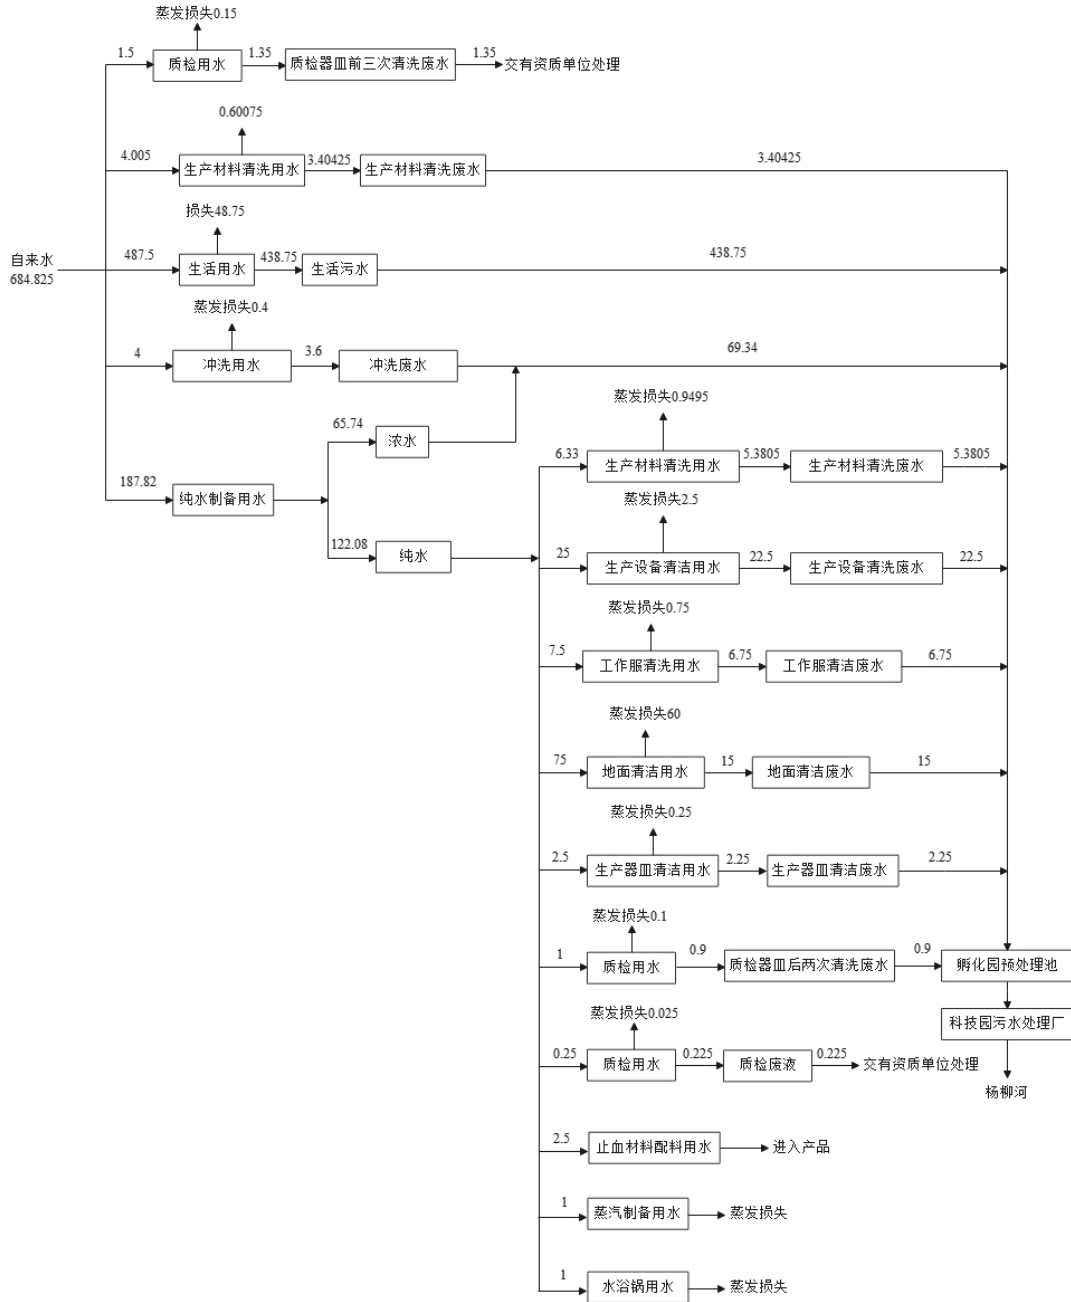 蒸发损失0.15
1.5
质检用水
1.35
质检器皿前三次清洗废水
1.35
交有资质单位处理
0.60075
4.005
生产材料清洗用水
3.40425
生产材料清洗废水
3.40425
损失48.75
自来水
684.825
487.5
生活用水
438.75
生活污水
438.75
蒸发损失0.4
4
冲洗用水
3.6
冲洗废水
69.34
65.74
浓水
187.82
纯水制备用水
122.08
纯水
蒸发损失0.9495
6.33
生产材料清洗用水
5.3805
生产材料清洗废水
5.3805
蒸发损失2.5
25
生产设备清洁用水
22.5
生产设备清洗废水
22.5
蒸发损失0.75
7.5
工作服清洗用水
6.75
工作服清洁废水
6.75
蒸发损失60
75
地面清洁用水
15
地面清洁废水
15
蒸发损失0.25
2.5
生产器皿清洁用水
2.25
生产器皿清洁废水
2.25
蒸发损失0.1
1
质检用水
0.9
质检器皿后两次清洗废水
0.9
孵化园预处理池
科技园污水处理厂
杨柳河
蒸发损失0.025
0.25
质检用水
0.225
质检废液
0.225
交有资质单位处理
2.5
止血材料配料用水
进入产品
1
蒸汽制备用水
蒸发损失
1
水浴锅用水
蒸发损失